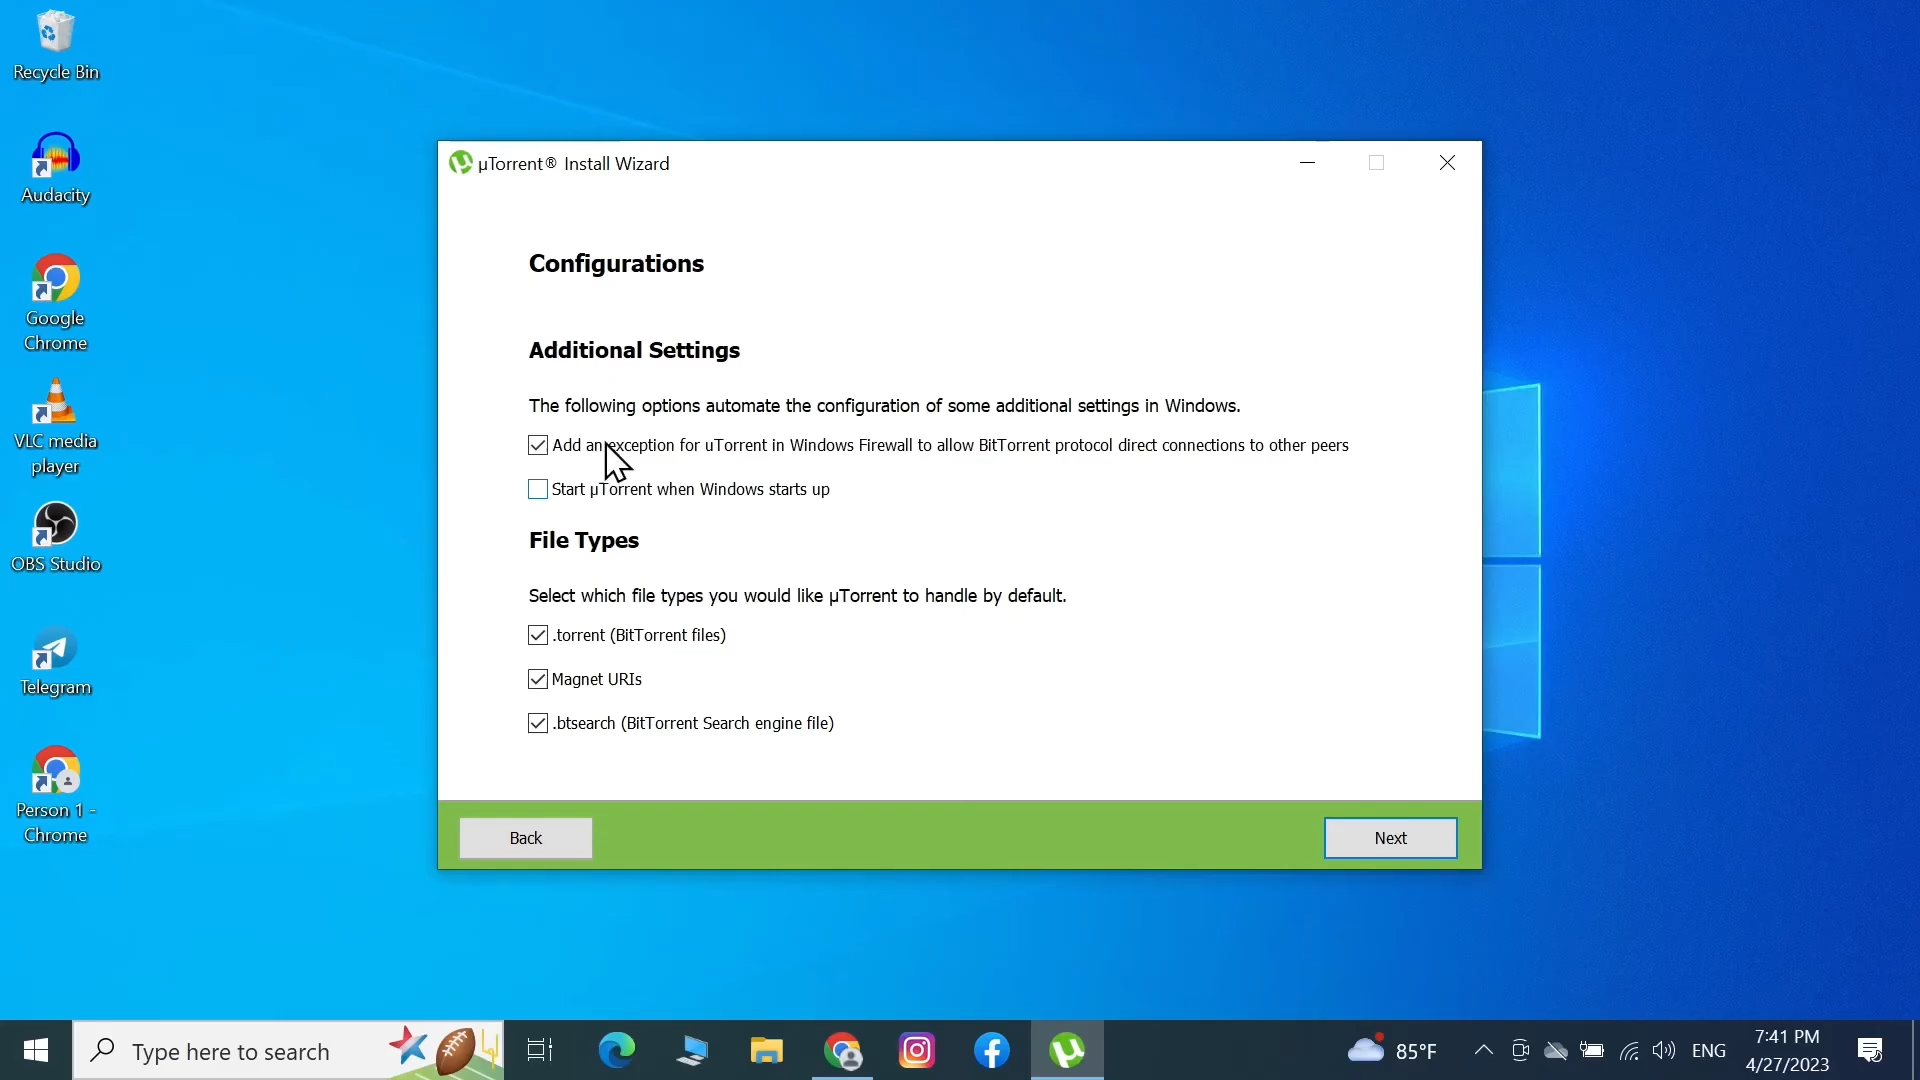 Recycle Bin
Audacity
Google
Chrome
VLC media
player
OBS Studio
Telegram
Person 1 -
Chrome
µTorrent® Install Wizard
Configurations
Additional Settings
The following options automate the configuration of some additional settings in Windows.
Add an exception for uTorrent in Windows Firewall to allow BitTorrent protocol direct connections to other peers
Start µTorrent when Windows starts up
File Types
Select which file types you would like µTorrent to handle by default.
.torrent (BitTorrent files)
Magnet URIs
.btsearch (BitTorrent Search engine file)
Back
Next
Type here to search
85°F
ENG
7:41 PM
4/27/2023